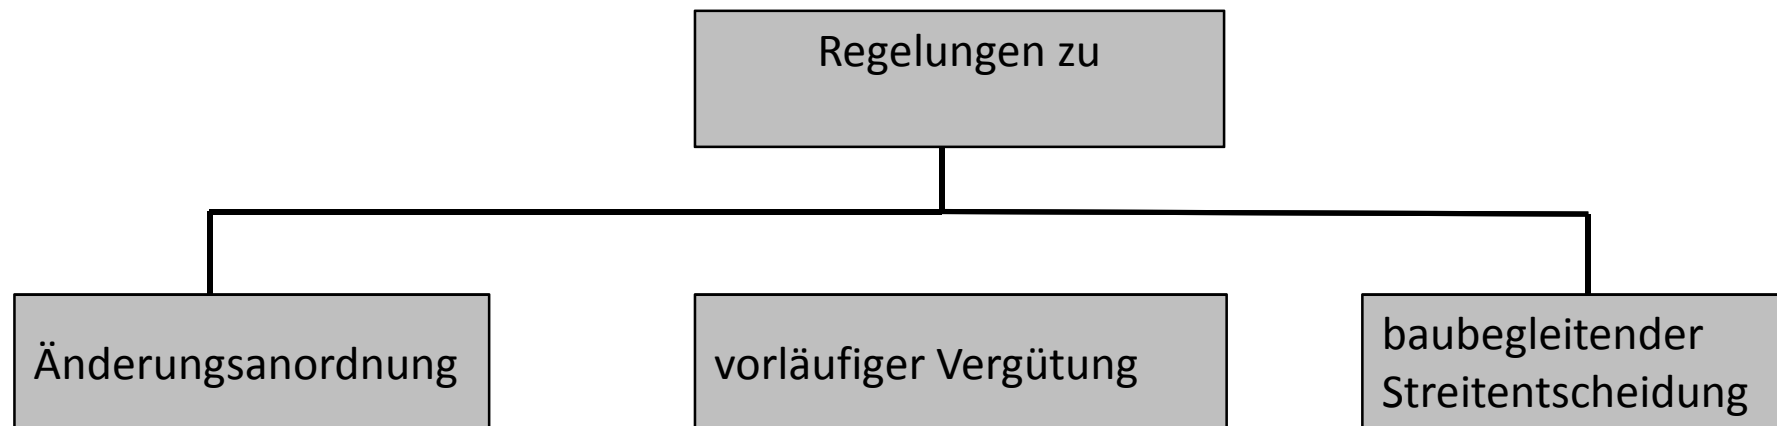 Regelungen zu
Änderungsanordnung
vorläufiger Vergütung
baubegleitender
Streitentscheidung